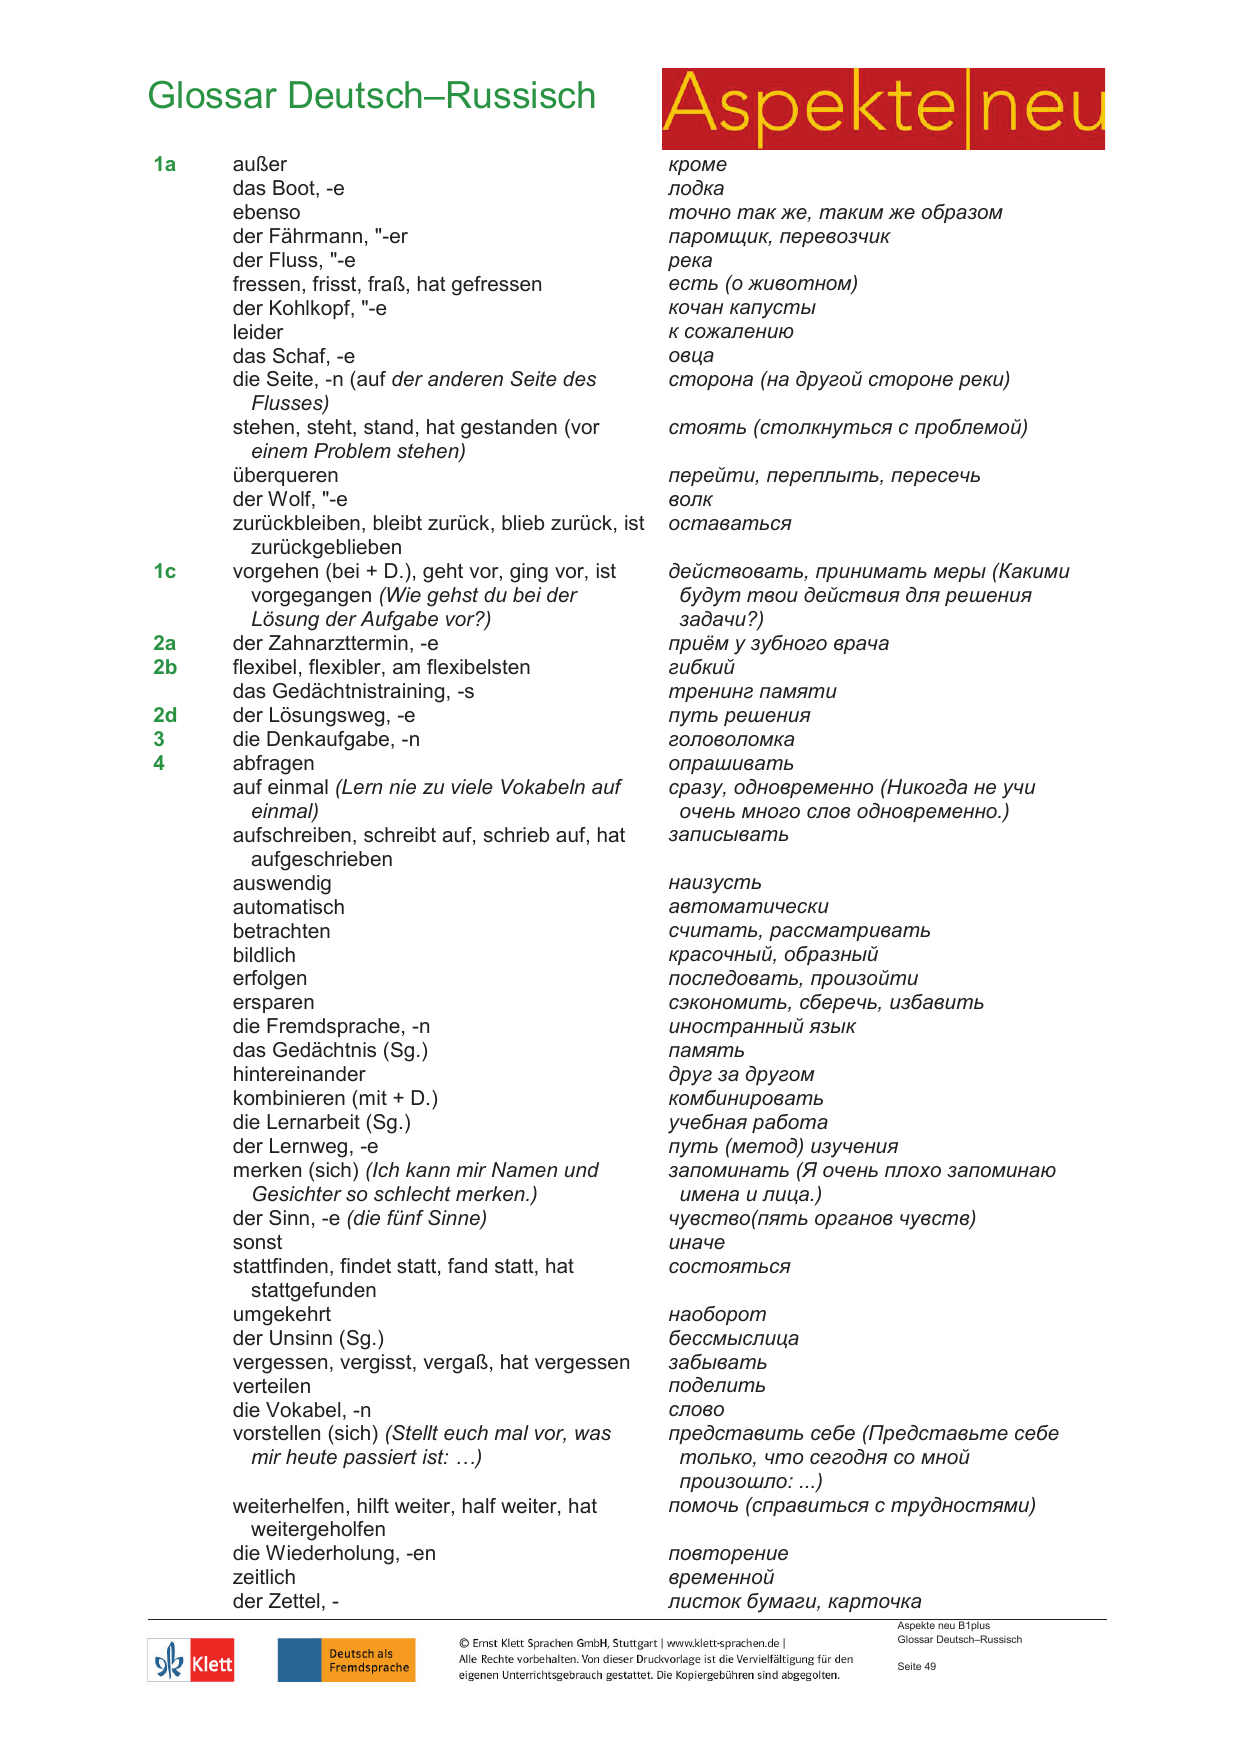 Glossar Deutsch–Russisch
Aspekte|neu
1a außer кроме
das Boot, -e лодка
ebenso точно так же, таким же образом
der Fährmann, "-er паромщик, перевозчик
der Fluss, "-e река
fressen, frisst, fraß, hat gefressen есть (о животном)
der Kohlkopf, "-e кочан капусты
leider к сожалению
das Schaf, -e овца
die Seite, -n (auf der anderen Seite des сторона (на другой стороне реки)
Flusses)
stehen, steht, stand, hat gestanden (vor стоять (столкнуться с проблемой)
einem Problem stehen)
überqueren перейти, переплыть, пересечь
der Wolf, "-e волк
zurückbleiben, bleibt zurück, blieb zurück, ist оставаться
zurückgeblieben
1c vorgehen (bei + D.), geht vor, ging vor, ist действовать, принимать меры (Какими
vorgegangen (Wie gehst du bei der будут твои действия для решения
Lösung der Aufgabe vor?) задачи?)
2a der Zahnarzttermin, -e приём у зубного врача
2b flexibel, flexibler, am flexibelsten гибкий
das Gedächtnistraining, -s тренинг памяти
2d der Lösungsweg, -e путь решения
3 die Denkaufgabe, -n головоломка
4 abfragen опрашивать
auf einmal (Lern nie zu viele Vokabeln auf сразу, одновременно (Никогда не учи
einmal) очень много слов одновременно.)
aufschreiben, schreibt auf, schrieb auf, hat записывать
aufgeschrieben
auswendig наизусть
automatisch автоматически
betrachten считать, рассматривать
bildlich красочный, образный
erfolgen последовать, произойти
ersparen сэкономить, сберечь, избавить
die Fremdsprache, -n иностранный язык
das Gedächtnis (Sg.) память
hintereinander друг за другом
kombinieren (mit + D.) комбинировать
die Lernarbeit (Sg.) учебная работа
der Lernweg, -e путь (метод) изучения
merken (sich) (Ich kann mir Namen und запоминать (Я очень плохо запоминаю
Gesichter so schlecht merken.) имена и лица.)
der Sinn, -e (die fünf Sinne) чувство(пять органов чувств)
sonst иначе
stattfinden, findet statt, fand statt, hat состояться
stattgefunden
umgekehrt наоборот
der Unsinn (Sg.) бессмыслица
vergessen, vergisst, vergaß, hat vergessen забывать
verteilen поделить
die Vokabel, -n слово
vorstellen (sich) (Stellt euch mal vor, was представить себе (Представьте себе
mir heute passiert ist: …) только, что сегодня со мной
произошло: ...)
weiterhelfen, hilft weiter, half weiter, hat помочь (справиться с трудностями)
weitergeholfen
die Wiederholung, -en повторение
zeitlich временной
der Zettel, - листок бумаги, карточка
Klett
Deutsch als
Fremdsprache
© Ernst Klett Sprachen GmbH, Stuttgart | www.klett-sprachen.de |
Alle Rechte vorbehalten. Von dieser Druckvorlage ist die Vervielfältigung für den
eigenen Unterrichtsgebrauch gestattet. Die Kopiergebühren sind abgegolten.
Aspekte neu B1plus
Glossar Deutsch–Russisch
Seite 49